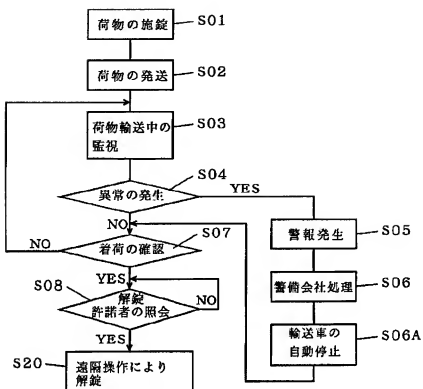 荷物の施錠
S01
荷物の発送
S02
荷物輸送中の
監視
S03
異常の発生
S04
YES
NO
警報発生
S05
着荷の確認
S07
NO
YES
警備会社処理
S06
S08
解錠
許諾者の照会
NO
輸送車の
自動停止
S06A
YES
S20
遠隔操作により
解錠